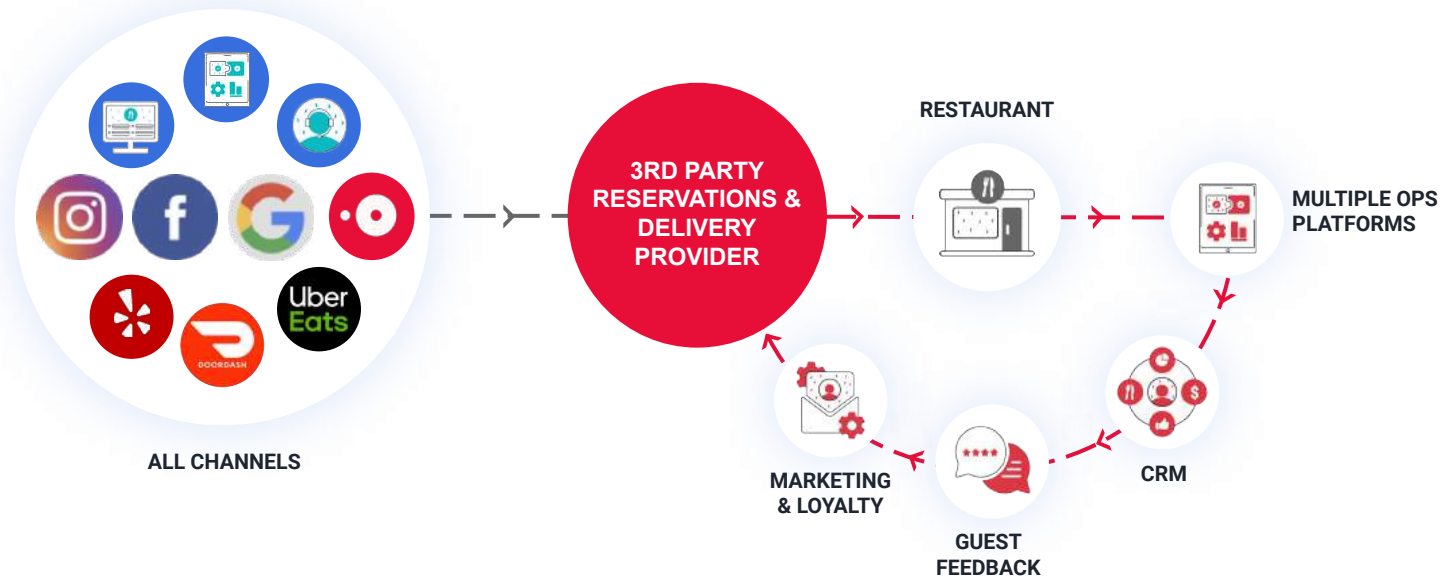 Uber
Eats
DOORDASH
ALL CHANNELS
3RD PARTY
RESERVATIONS &
DELIVERY
PROVIDER
RESTAURANT
MULTIPLE OPS
PLATFORMS
CRM
GUEST
FEEDBACK
MARKETING
& LOYALTY